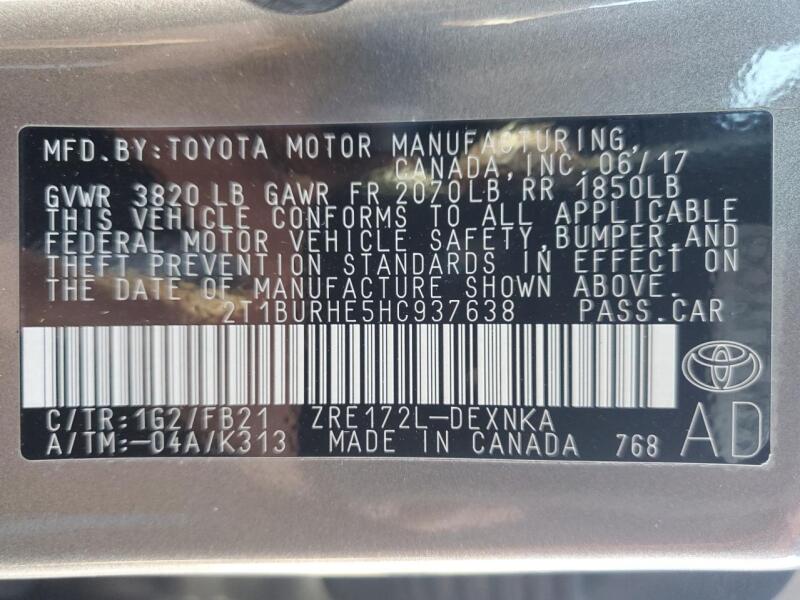 MFD.BY:TOYOTA MOTOR MANUFACTURING,
CANADA,INC.06/17
GVWR 3820 LB GAWR FR 2070LB RR 1850LB
THIS VEHICLE CONFORMS TO ALL APPLICABLE
FEDERAL MOTOR VEHICLE SAFETY,BUMPER,AND
THEFT PREVENTION STANDARDS IN EFFECT ON
THE DATE OF MANUFACTURE SHOWN ABOVE.
2T1BURHE5HC937638 PASS.CAR
C/TR:1G27FB21 ZRE172L-DEXNKA
A/TM:-04A/K313 MADE IN CANADA 768 AD